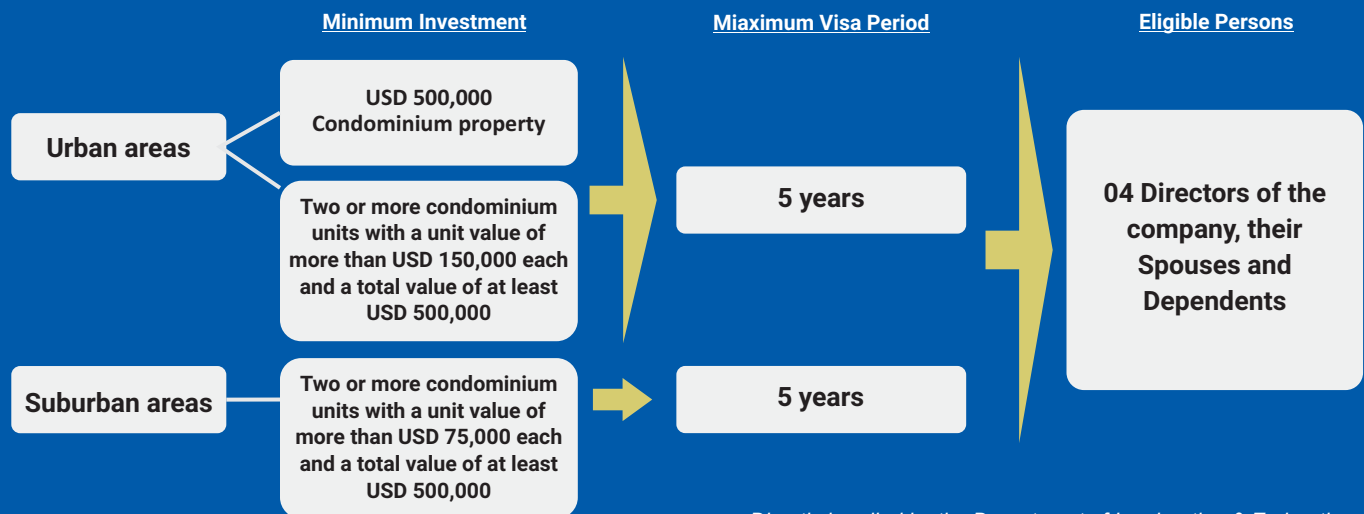 Minimum Investment
Miaximum Visa Period
Eligible Persons
Urban areas
USD 500,000
Condominium property
Two or more condominium
units with a unit value of
more than USD 150,000 each
and a total value of at least
USD 500,000
5 years
04 Directors of the
company, their
Spouses and
Dependents
Suburban areas
Two or more condominium
units with a unit value of
more than USD 75,000 each
and a total value of at least
USD 500,000
5 years